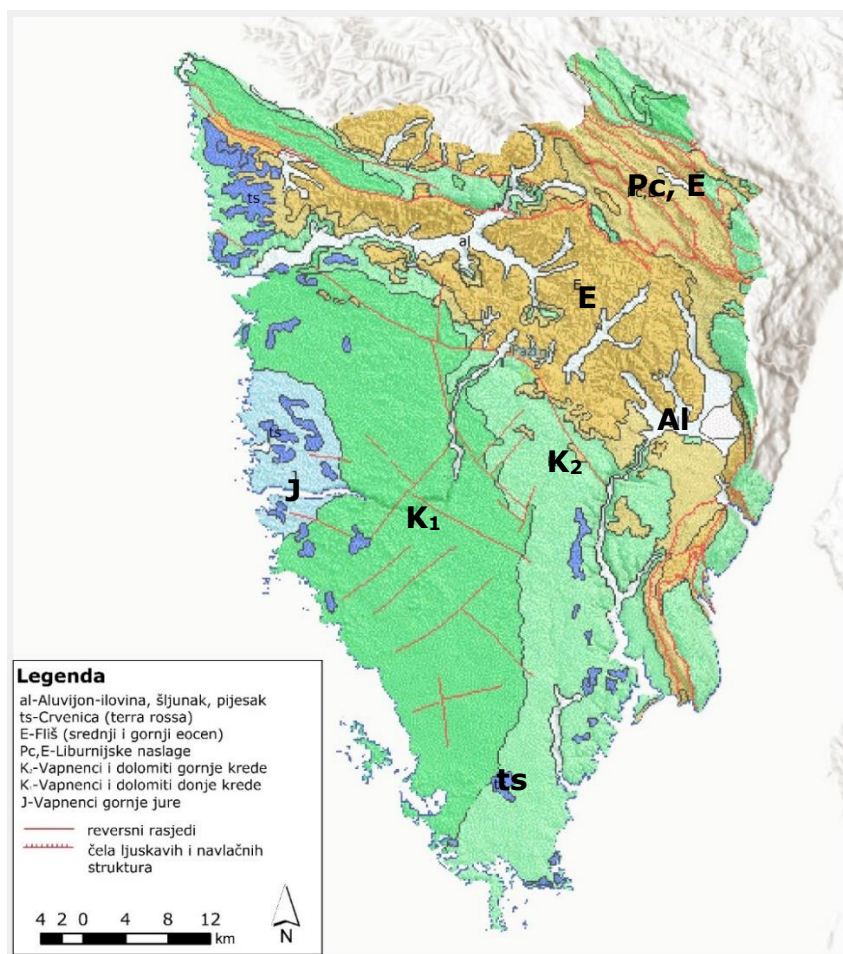 Pc, E
ts
al
E
E
Pazin
Al
ts
K2
J
K1
ts
Legenda
al-Aluvijon-ilovina, šljunak, pijesak
ts-Crvenica (terra rossa)
E-Fliš (srednji i gornji eocen)
Pc,E-Liburnijske naslage
K₂-Vapnenci i dolomiti gornje krede
K₁-Vapnenci i dolomiti donje krede
J-Vapnenci gornje jure
reversni rasjedi
čela ljuskavih i navlačnih
struktura
4 2 0 4 8 12
km
N